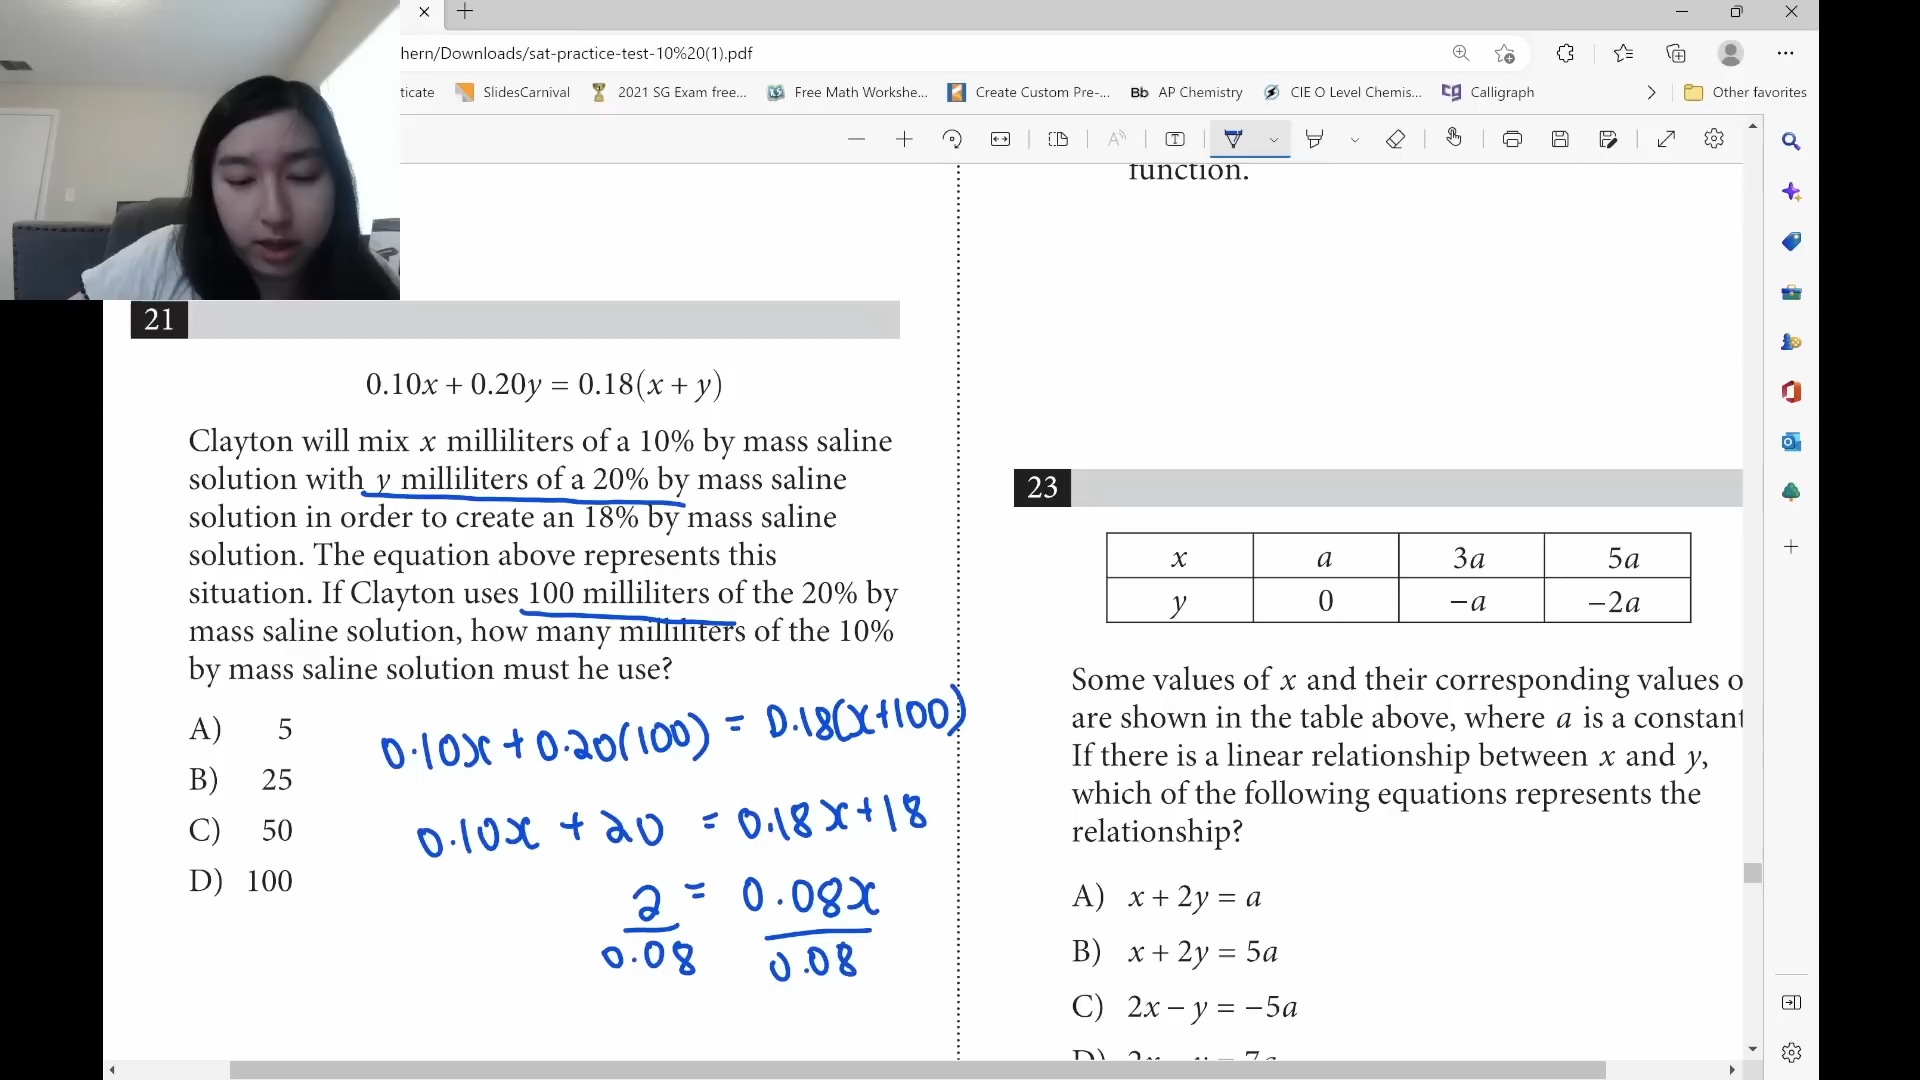 hern/Downloads/sat-practice-test-10%20(1).pdf
ticate SlidesCarnival 2021 SG Exam free... Free Math Workshe... Create Custom Pre-... Bb AP Chemistry CIE O Level Chemis... Calligraph Other favorites
function.
21
0.10x + 0.20y = 0.18(x + y)
Clayton will mix x milliliters of a 10% by mass saline
solution with y milliliters of a 20% by mass saline
solution in order to create an 18% by mass saline
solution. The equation above represents this
situation. If Clayton uses 100 milliliters of the 20% by
mass saline solution, how many milliliters of the 10%
by mass saline solution must he use?
A) 5
B) 25
C) 50
D) 100
0.10x + 0.20(100) = 0.18(x+100)
0.10x + 20 = 0.18x+18
2 = 0.08x
0.08 0.08
23
x a 3a 5a
y 0 −a −2a
Some values of x and their corresponding values o
are shown in the table above, where a is a constant
If there is a linear relationship between x and y,
which of the following equations represents the
relationship?
A) x + 2y = a
B) x + 2y = 5a
C) 2x − y = −5a